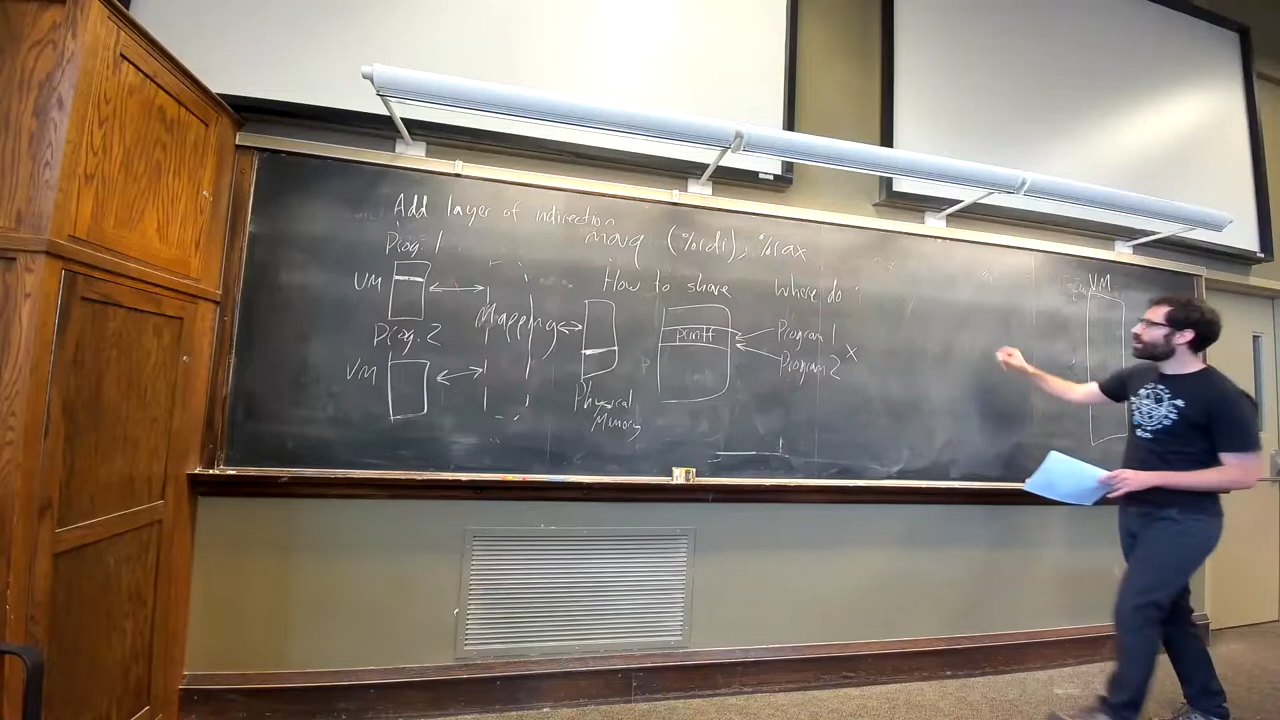 Add layer of indirection
movq (%rdi), %rax
Prog. 1
VM
Mapping
Prog. 2
VM
Physical
Memory
How to share
printf
Program 1
Program 2
X
Where do
VM